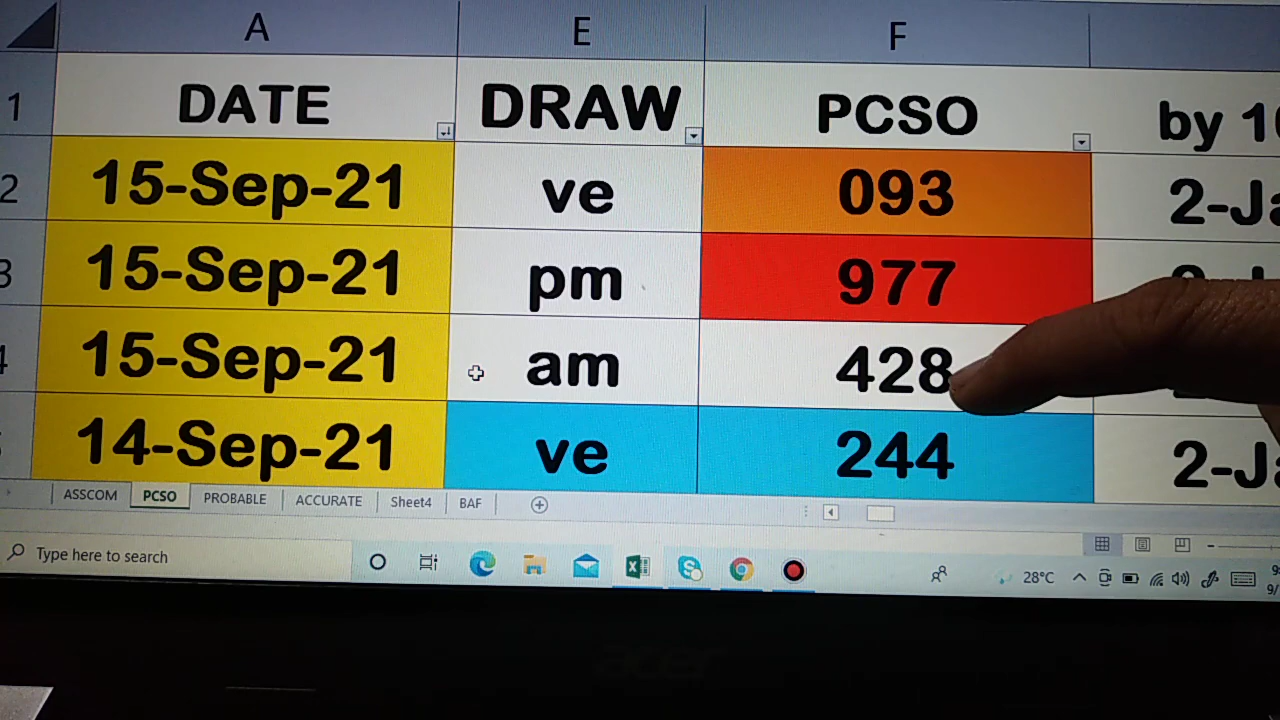 A E F
1 DATE DRAW PCSO by 10
2 15-Sep-21 ve 093 2-Ja
3 15-Sep-21 pm 977
4 15-Sep-21 am 428
14-Sep-21 ve 244 2-Ja
ASSCOM PCSO PROBABLE ACCURATE Sheet4 BAF
Type here to search 28°C
acer